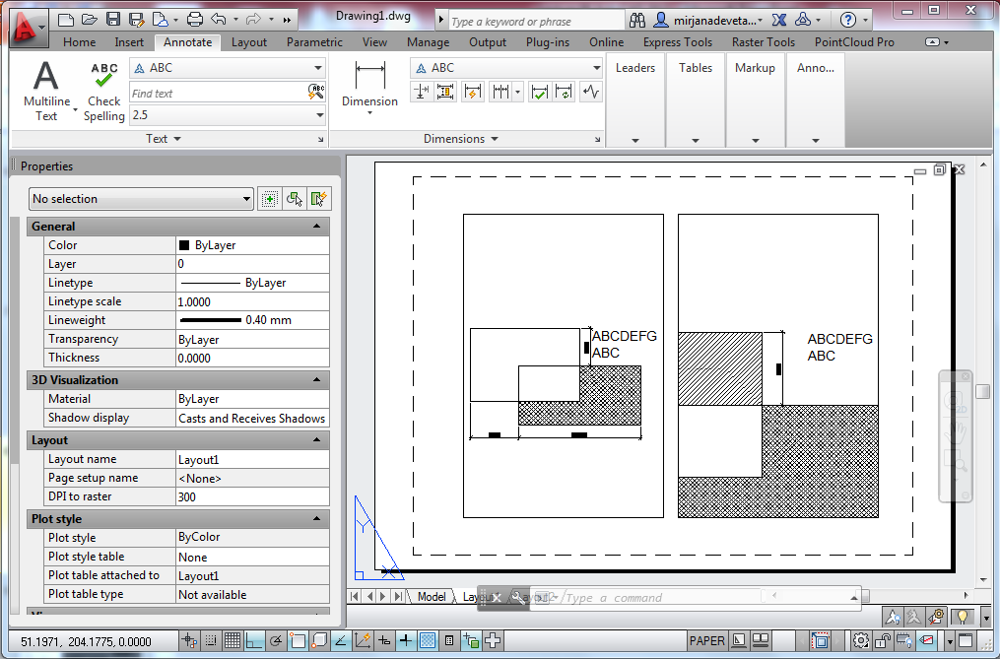 Drawing1.dwg
Type a keyword or phrase
mirjanadeveta...
Home Insert Annotate Layout Parametric View Manage Output Plug-ins Online Express Tools Raster Tools PointCloud Pro
A ABC ABC ABC Leaders Tables Markup Anno...
Multiline Text
Check Spelling
Find text
2.5
Dimension
Text
Dimensions
Properties
No selection
General
Color ByLayer
Layer 0
Linetype ByLayer
Linetype scale 1.0000
Lineweight 0.40 mm
Transparency ByLayer
Thickness 0.0000
3D Visualization
Material ByLayer
Shadow display Casts and Receives Shadows
Layout
Layout name Layout1
Page setup name <None>
DPI to raster 300
Plot style
Plot style ByColor
Plot style table None
Plot table attached to Layout1
Plot table type Not available
ABCDEFG
ABC
ABCDEFG
ABC
Y
X
Model
Type a command
51.1971, 204.1775, 0.0000
PAPER